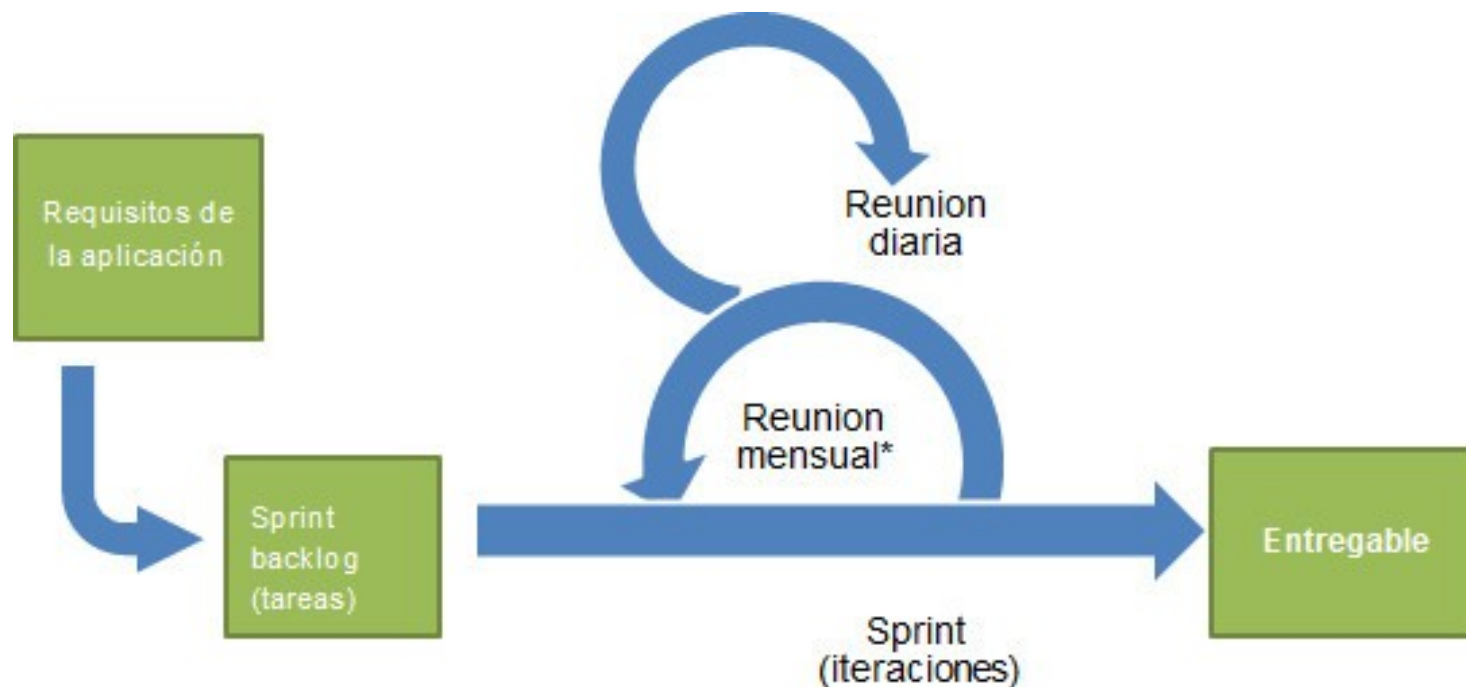 Requisitos de
la aplicación
Reunion
diaria
Reunion
mensual*
Sprint
backlog
(tareas)
Entregable
Sprint
(iteraciones)